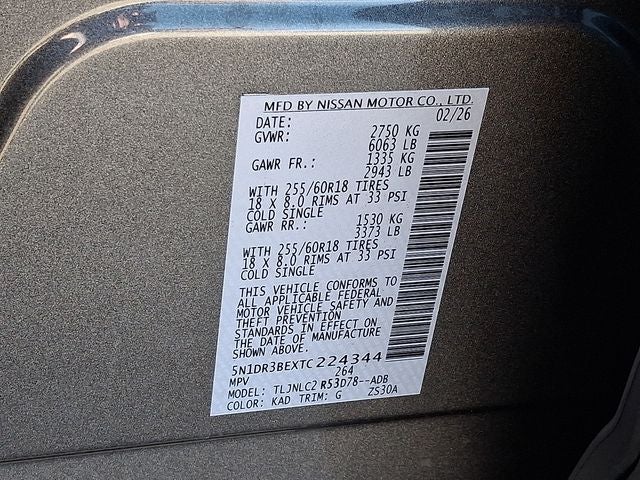 MFD BY NISSAN MOTOR CO., LTD.
DATE: 02/26
GVWR: 2750 KG
6063 LB
GAWR FR.: 1335 KG
2943 LB
WITH 255/60R18 TIRES
18 X 8.0 RIMS AT 33 PSI
COLD SINGLE
GAWR RR.: 1530 KG
3373 LB
WITH 255/60R18 TIRES
18 X 8.0 RIMS AT 33 PSI
COLD SINGLE
THIS VEHICLE CONFORMS TO
ALL APPLICABLE FEDERAL
MOTOR VEHICLE SAFETY AND
THEFT PREVENTION
STANDARDS IN EFFECT ON
THE DATE OF MANUFACTURE
SHOWN ABOVE.
5N1DR3BEXTC224344
MPV 264
MODEL: TLJNLC2 R53D78--ADB
COLOR: KAD TRIM: G ZS30A